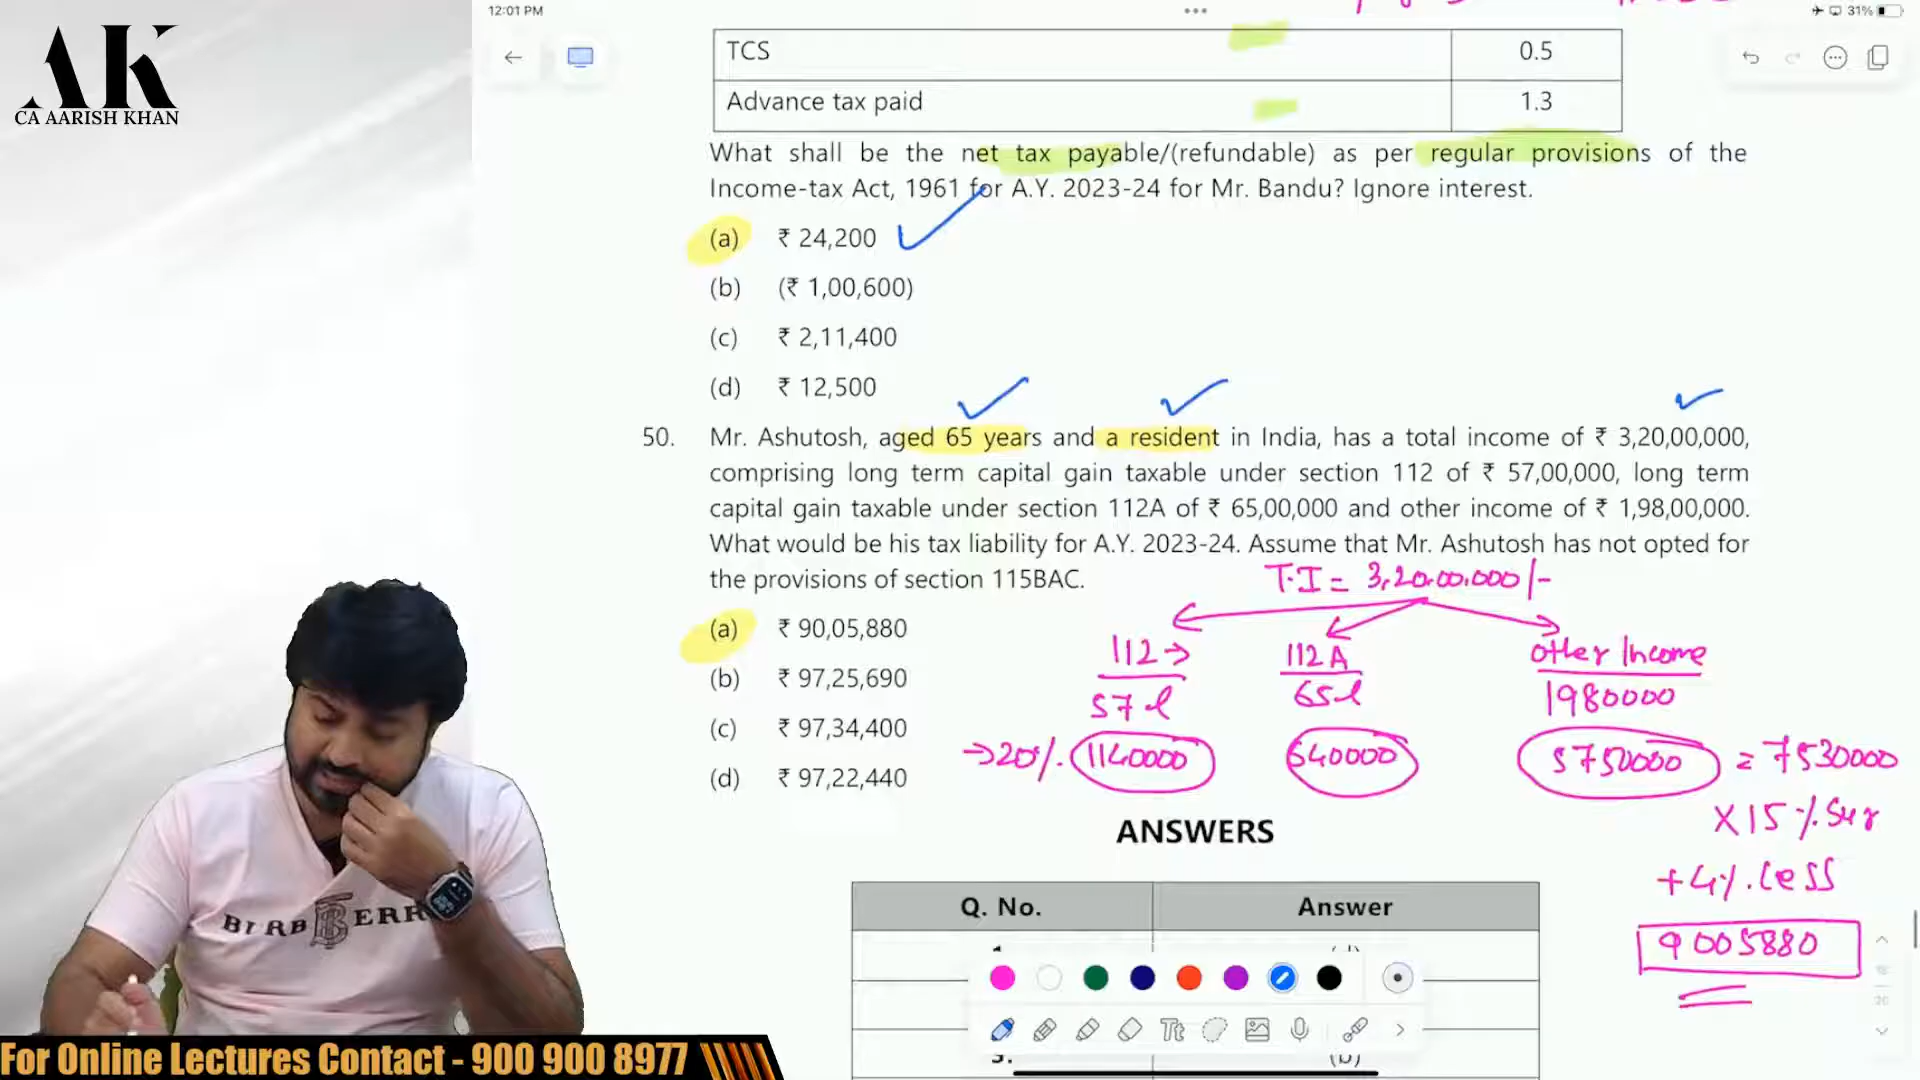 12:01 PM
31%
AK
CA AARISH KHAN
TCS 0.5
Advance tax paid 1.3
What shall be the net tax payable/(refundable) as per regular provisions of the
Income-tax Act, 1961 for A.Y. 2023-24 for Mr. Bandu? Ignore interest.
(a) ₹ 24,200
(b) (₹ 1,00,600)
(c) ₹ 2,11,400
(d) ₹ 12,500
50. Mr. Ashutosh, aged 65 years and a resident in India, has a total income of ₹ 3,20,00,000,
comprising long term capital gain taxable under section 112 of ₹ 57,00,000, long term
capital gain taxable under section 112A of ₹ 65,00,000 and other income of ₹ 1,98,00,000.
What would be his tax liability for A.Y. 2023-24. Assume that Mr. Ashutosh has not opted for
the provisions of section 115BAC.
T.I = 3,20,00,000/-
(a) ₹ 90,05,880
(b) ₹ 97,25,690
(c) ₹ 97,34,400
(d) ₹ 97,22,440
112→ 112A Other Income
57l 65l 1980000
→20%. 1140000 640000 5750000 = 7530000
X15%.Sur
+4%.Cess
9005880
ANSWERS
Q. No. Answer
3. (b)
Tt
BURBERR
For Online Lectures Contact - 900 900 8977